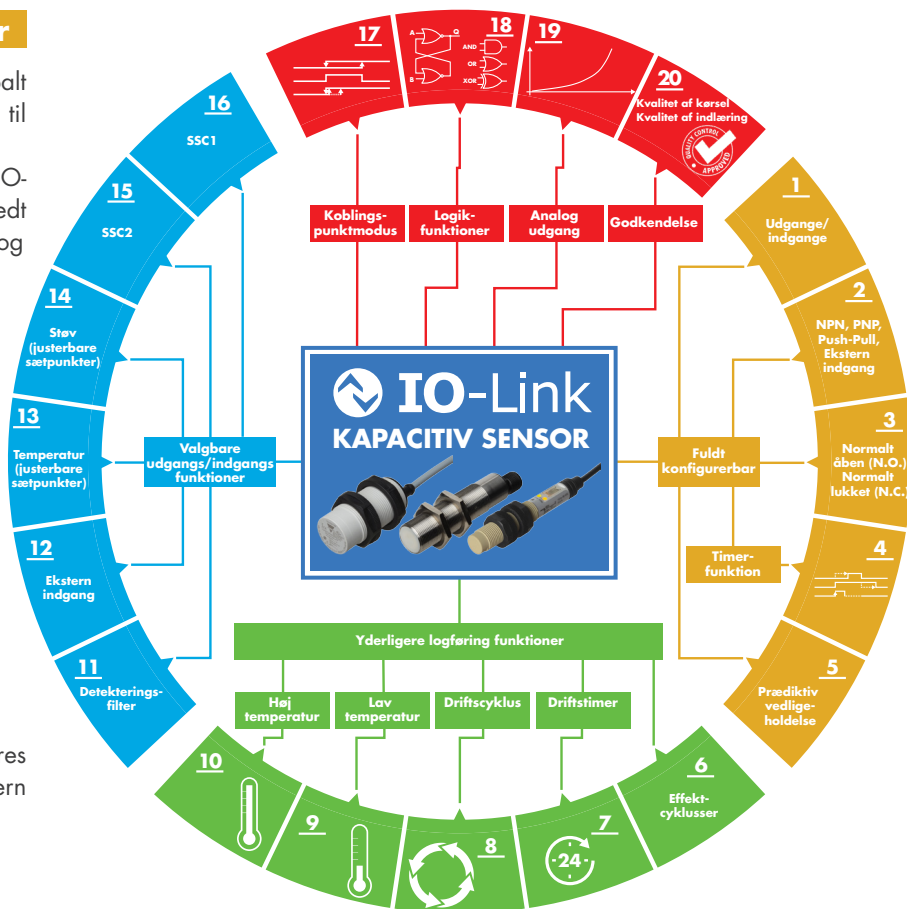 r
alt
til
O-
edt
og
res
ern
17
18
A
B
Q
AND
OR
XOR
19
20
Kvalitet af kørsel
Kvalitet af indlæring
QUALITY CONTROL
APPROVED
Koblings-
punktmodus
Logik-
funktioner
Analog
udgang
Godkendelse
1
Udgange/
indgange
2
NPN, PNP,
Push-Pull,
Ekstern
indgang
3
Normalt
åben (N.O.)
Normalt
lukket (N.C.)
4
5
Prædiktiv
vedlige-
holdelse
Fuldt
konfigurerbar
Timer-
funktion
IO-Link
KAPACITIV SENSOR
16
SSC1
15
SSC2
14
Støv
(justerbare
sætpunkter)
13
Temperatur
(justerbare
sætpunkter)
12
Ekstern
indgang
11
Detekterings-
filter
Valgbare
udgangs/indgangs
funktioner
Yderligere logføring funktioner
Høj
temperatur
Lav
temperatur
Driftscyklus
Driftstimer
10
9
8
7
24
6
Effekt-
cyklusser